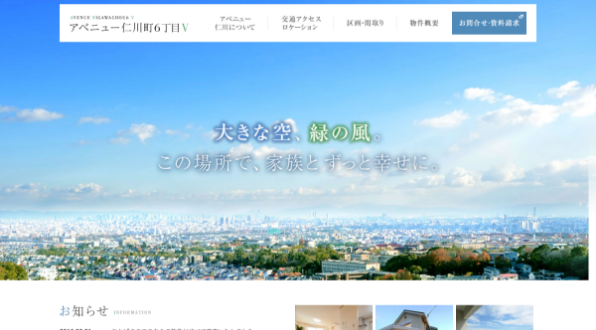 アベニュー仁川町6丁目 V
アベニュー
仁川について
交通アクセス
ロケーション
区画・間取り
物件概要
お問合せ・資料請求
大きな空、緑の風。
この場所で、家族とずっと幸せに。
お知らせ INFORMATION